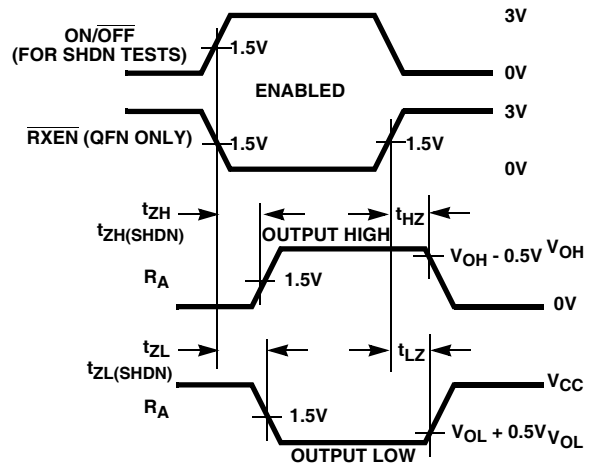 3V
ON/OFF
(FOR SHDN TESTS)
1.5V
0V
ENABLED
3V
RXEN (QFN ONLY)
1.5V
1.5V
0V
tZH
tZH(SHDN)
tHZ
OUTPUT HIGH
VOH - 0.5V
VOH
RA
1.5V
0V
tZL
tZL(SHDN)
tLZ
VCC
RA
1.5V
VOL + 0.5V
VOL
OUTPUT LOW